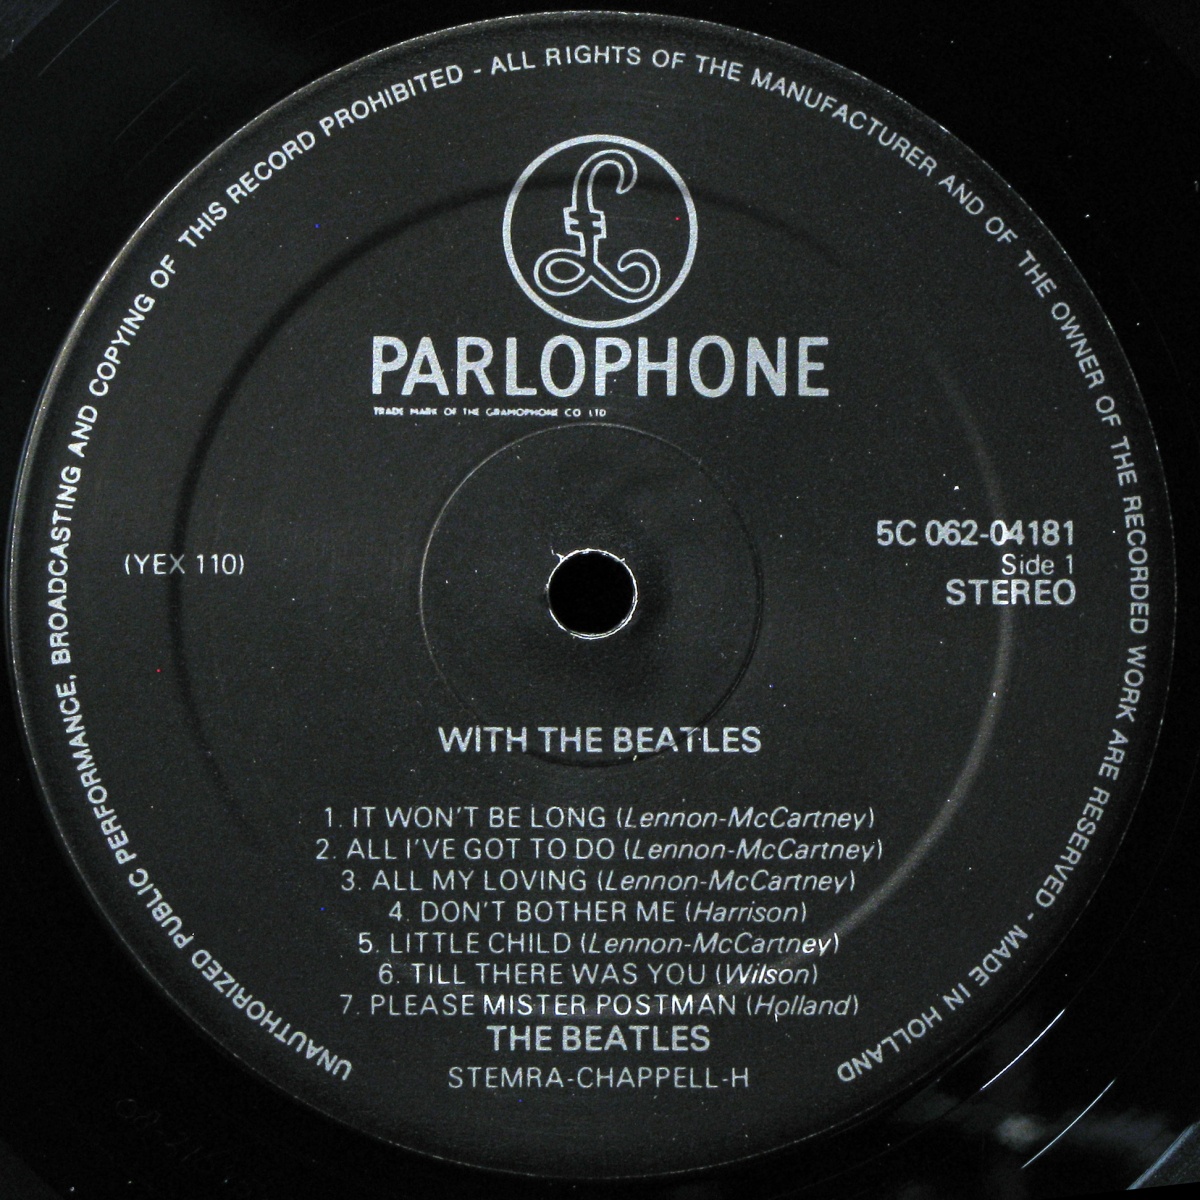 UNAUTHORIZED PUBLIC PERFORMANCE, BROADCASTING AND COPYING OF THIS RECORD PROHIBITED - ALL RIGHTS OF THE MANUFACTURER AND OF THE OWNER OF THE RECORDED WORK ARE RESERVED - MADE IN HOLLAND
£
PARLOPHONE
TRADE MARK OF THE GRAMOPHONE CO LTD
5C 062-04181
(YEX 110)
Side 1
STEREO
WITH THE BEATLES
1. IT WON'T BE LONG (Lennon-McCartney)
2. ALL I'VE GOT TO DO (Lennon-McCartney)
3. ALL MY LOVING (Lennon-McCartney)
4. DON'T BOTHER ME (Harrison)
5. LITTLE CHILD (Lennon-McCartney)
6. TILL THERE WAS YOU (Wilson)
7. PLEASE MISTER POSTMAN (Holland)
THE BEATLES
STEMRA-CHAPPELL-H